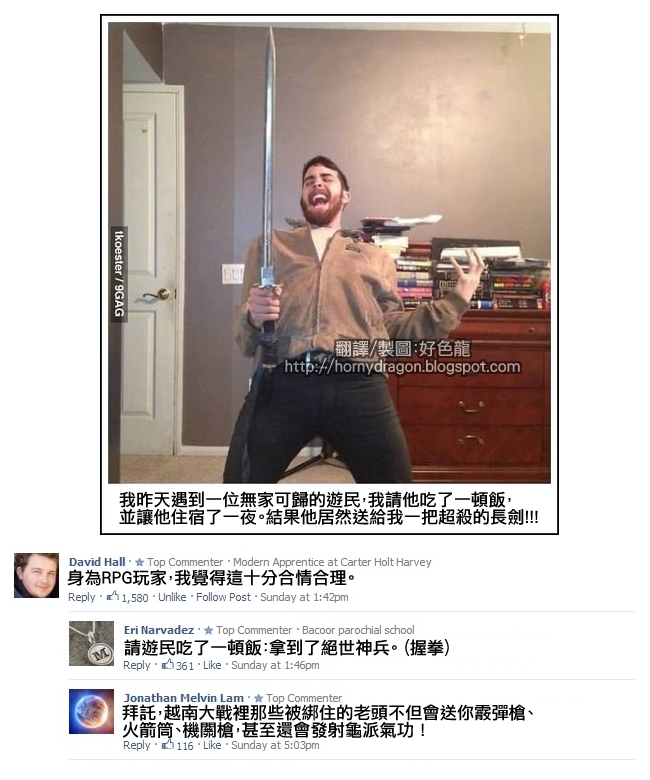 tkoester / 9GAG
翻譯/製圖:好色龍
http://hornydragon.blogspot.com
我昨天遇到一位無家可歸的遊民,我請他吃了一頓飯,
並讓他住宿了一夜。結果他居然送給我一把超殺的長劍!!!
David Hall · Top Commenter · Modern Apprentice at Carter Holt Harvey
身為RPG玩家,我覺得這十分合情合理。
Reply · 1,580 · Unlike · Follow Post · Sunday at 1:42pm
Eri Narvadez · Top Commenter · Bacoor parochial school
請遊民吃了一頓飯:拿到了絕世神兵。(握拳)
Reply · 361 · Like · Sunday at 1:46pm
Jonathan Melvin Lam · Top Commenter
拜託,越南大戰裡那些被綁住的老頭不但會送你霰彈槍、
火箭筒、機關槍,甚至還會發射龜派氣功!
Reply · 116 · Like · Sunday at 5:03pm